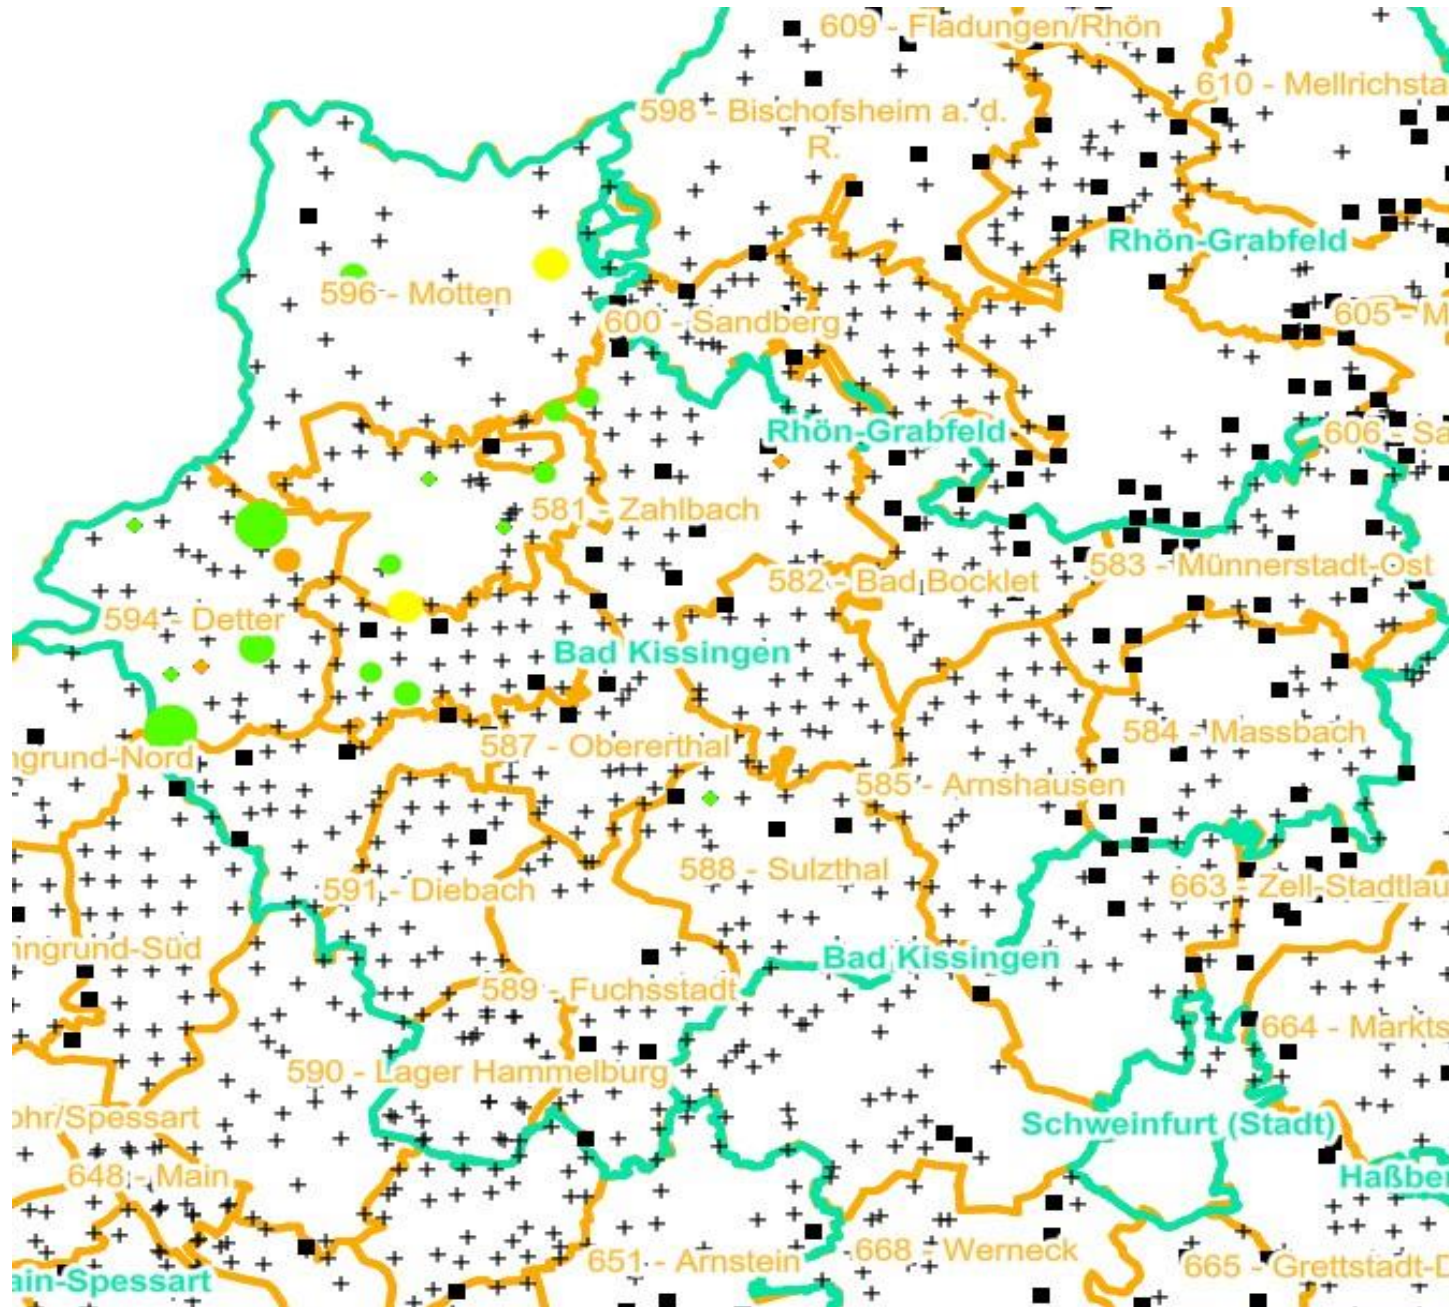 609 - Fladungen/Rhön
610 - Mellrichsta
598 - Bischofsheim a. d.
R.
Rhön-Grabfeld
596 - Motten
600 - Sandberg
605 - M
Rhön-Grabfeld
606 - Sa
581 - Zahlbach
582 - Bad Bocklet
583 - Münnerstadt-Ost
594 - Detter
Bad Kissingen
584 - Massbach
587 - Obererthal
ngrund-Nord
585 - Arnshausen
588 - Sulzthal
591 - Diebach
663 - Zell-Stadtlau
nngrund-Süd
Bad Kissingen
589 - Fuchsstadt
664 - Markts
590 - Lager Hammelburg
ohr/Spessart
Schweinfurt (Stadt)
648 - Main
Haßber
668 - Werneck
651 - Arnstein
665 - Grettstadt-D
ain-Spessart